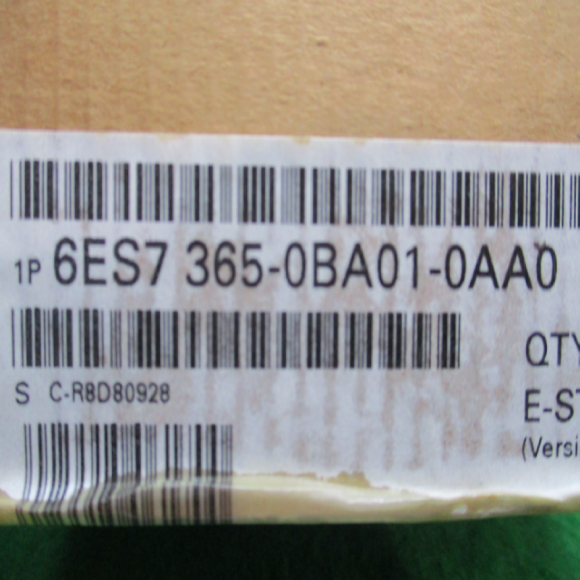 1P 6ES7 365-0BA01-0AA0
QTY
S C-R8D80928
E-ST
(Versi